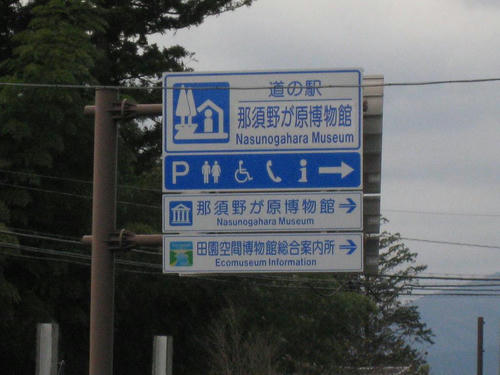 道の駅
那須野が原博物館
Nasunogahara Museum
P
那須野が原博物館
Nasunogahara Museum
田園空間博物館総合案内所
Ecomuseum Information